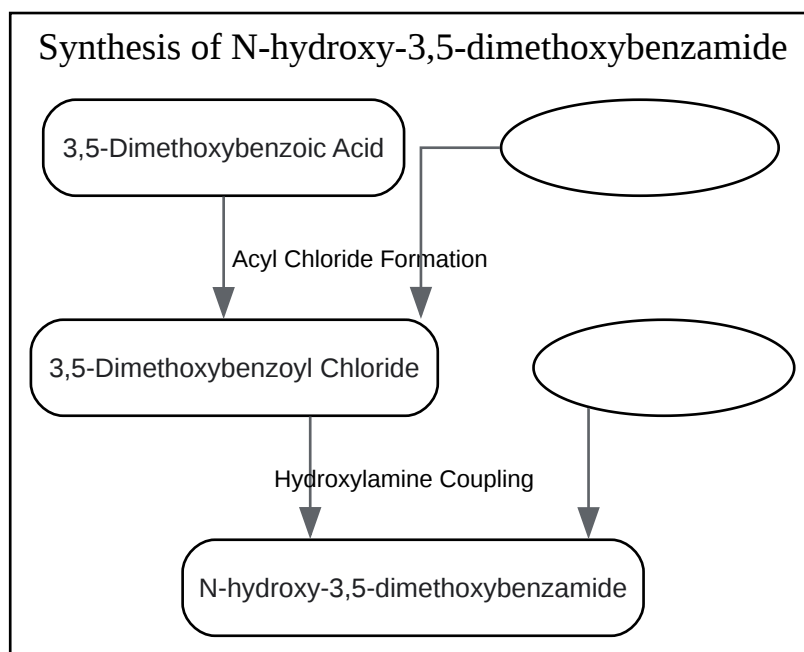 Synthesis of N-hydroxy-3,5-dimethoxybenzamide
3,5-Dimethoxybenzoic Acid
Acyl Chloride Formation
3,5-Dimethoxybenzoyl Chloride
Hydroxylamine Coupling
N-hydroxy-3,5-dimethoxybenzamide